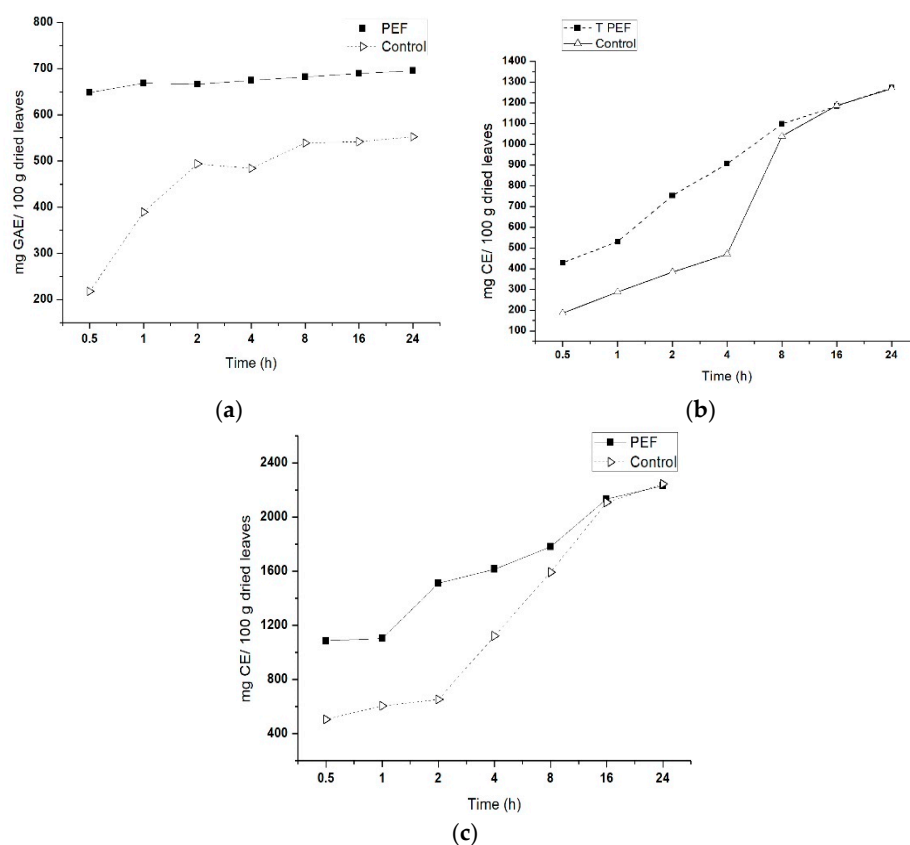 PEF
Control
800
700
600
500
400
300
200
mg GAE/ 100 g dried leaves
0.5 1 2 4 8 16 24
Time (h)
(a)
T PEF
Control
1400
1300
1200
1100
1000
900
800
700
600
500
400
300
200
100
mg CE/ 100 g dried leaves
0.5 1 2 4 8 16 24
Time (h)
(b)
PEF
Control
2400
2000
1600
1200
800
400
mg CE/ 100 g dried leaves
0.5 1 2 4 8 16 24
Time (h)
(c)